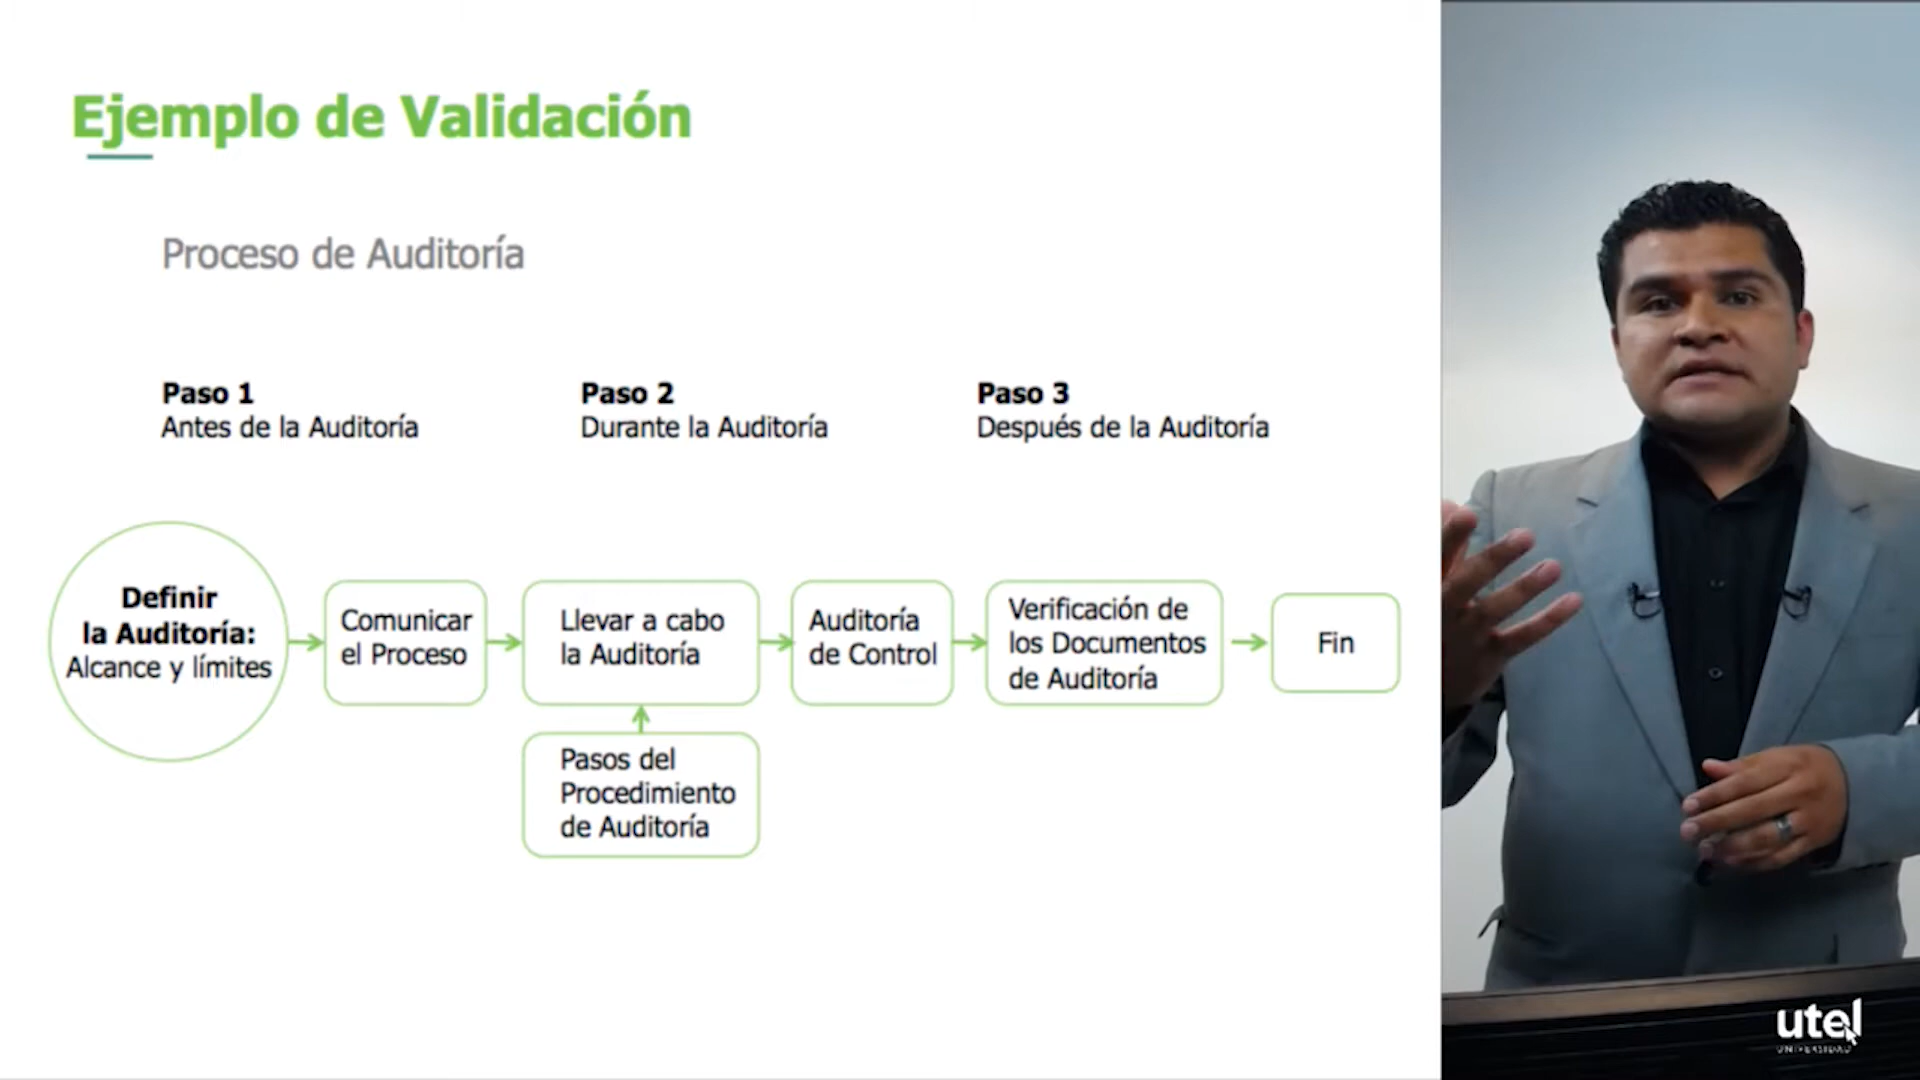 Ejemplo de Validación
Proceso de Auditoría
Paso 1
Antes de la Auditoría
Paso 2
Durante la Auditoría
Paso 3
Después de la Auditoría
Definir
la Auditoría:
Alcance y límites
Comunicar
el Proceso
Llevar a cabo
la Auditoría
Auditoría
de Control
Verificación de
los Documentos
de Auditoría
Fin
Pasos del
Procedimiento
de Auditoría
utel
UNIVERSIDAD